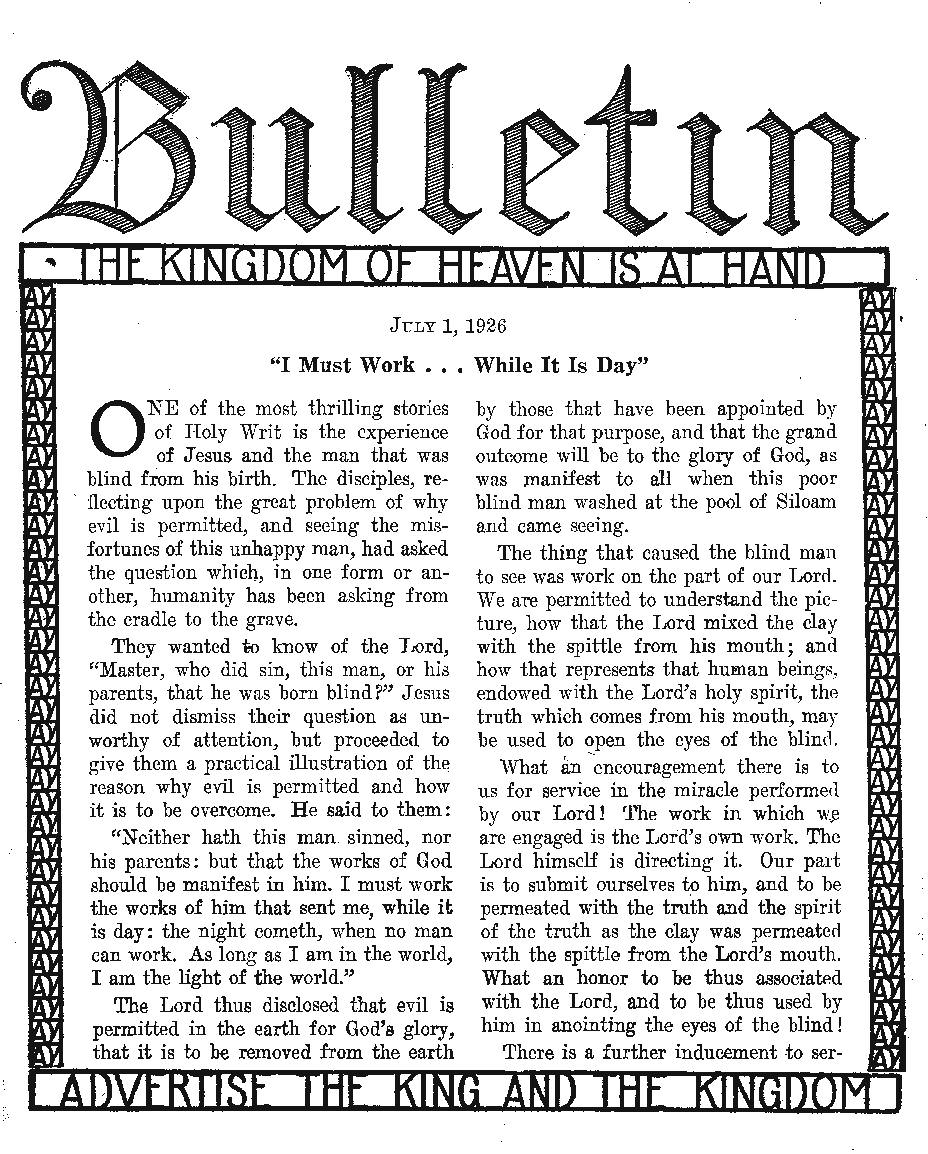 Bulletin
THE KINGDOM OF HEAVEN IS AT HAND
JULY 1, 1926
“I Must Work . . . While It Is Day”
ONE of the most thrilling stories
of Holy Writ is the experience
of Jesus and the man that was
blind from his birth. The disciples, re-
flecting upon the great problem of why
evil is permitted, and seeing the mis-
fortunes of this unhappy man, had asked
the question which, in one form or an-
other, humanity has been asking from
the cradle to the grave.
They wanted to know of the Lord,
“Master, who did sin, this man, or his
parents, that he was born blind?” Jesus
did not dismiss their question as un-
worthy of attention, but proceeded to
give them a practical illustration of the
reason why evil is permitted and how
it is to be overcome. He said to them:
“Neither hath this man sinned, nor
his parents: but that the works of God
should be manifest in him. I must work
the works of him that sent me, while it
is day: the night cometh, when no man
can work. As long as I am in the world,
I am the light of the world.”
The Lord thus disclosed that evil is
permitted in the earth for God’s glory,
that it is to be removed from the earth
by those that have been appointed by
God for that purpose, and that the grand
outcome will be to the glory of God, as
was manifest to all when this poor
blind man washed at the pool of Siloam
and came seeing.
The thing that caused the blind man
to see was work on the part of our Lord.
We are permitted to understand the pic-
ture, how that the Lord mixed the clay
with the spittle from his mouth; and
how that represents that human beings,
endowed with the Lord’s holy spirit, the
truth which comes from his mouth, may
be used to open the eyes of the blind.
What an encouragement there is to
us for service in the miracle performed
by our Lord! The work in which we
are engaged is the Lord’s own work. The
Lord himself is directing it. Our part
is to submit ourselves to him, and to be
permeated with the truth and the spirit
of the truth as the clay was permeated
with the spittle from the Lord’s mouth.
What an honor to be thus associated
with the Lord, and to be thus used by
him in anointing the eyes of the blind!
There is a further inducement to ser-
ADVERTISE THE KING AND THE KINGDOM